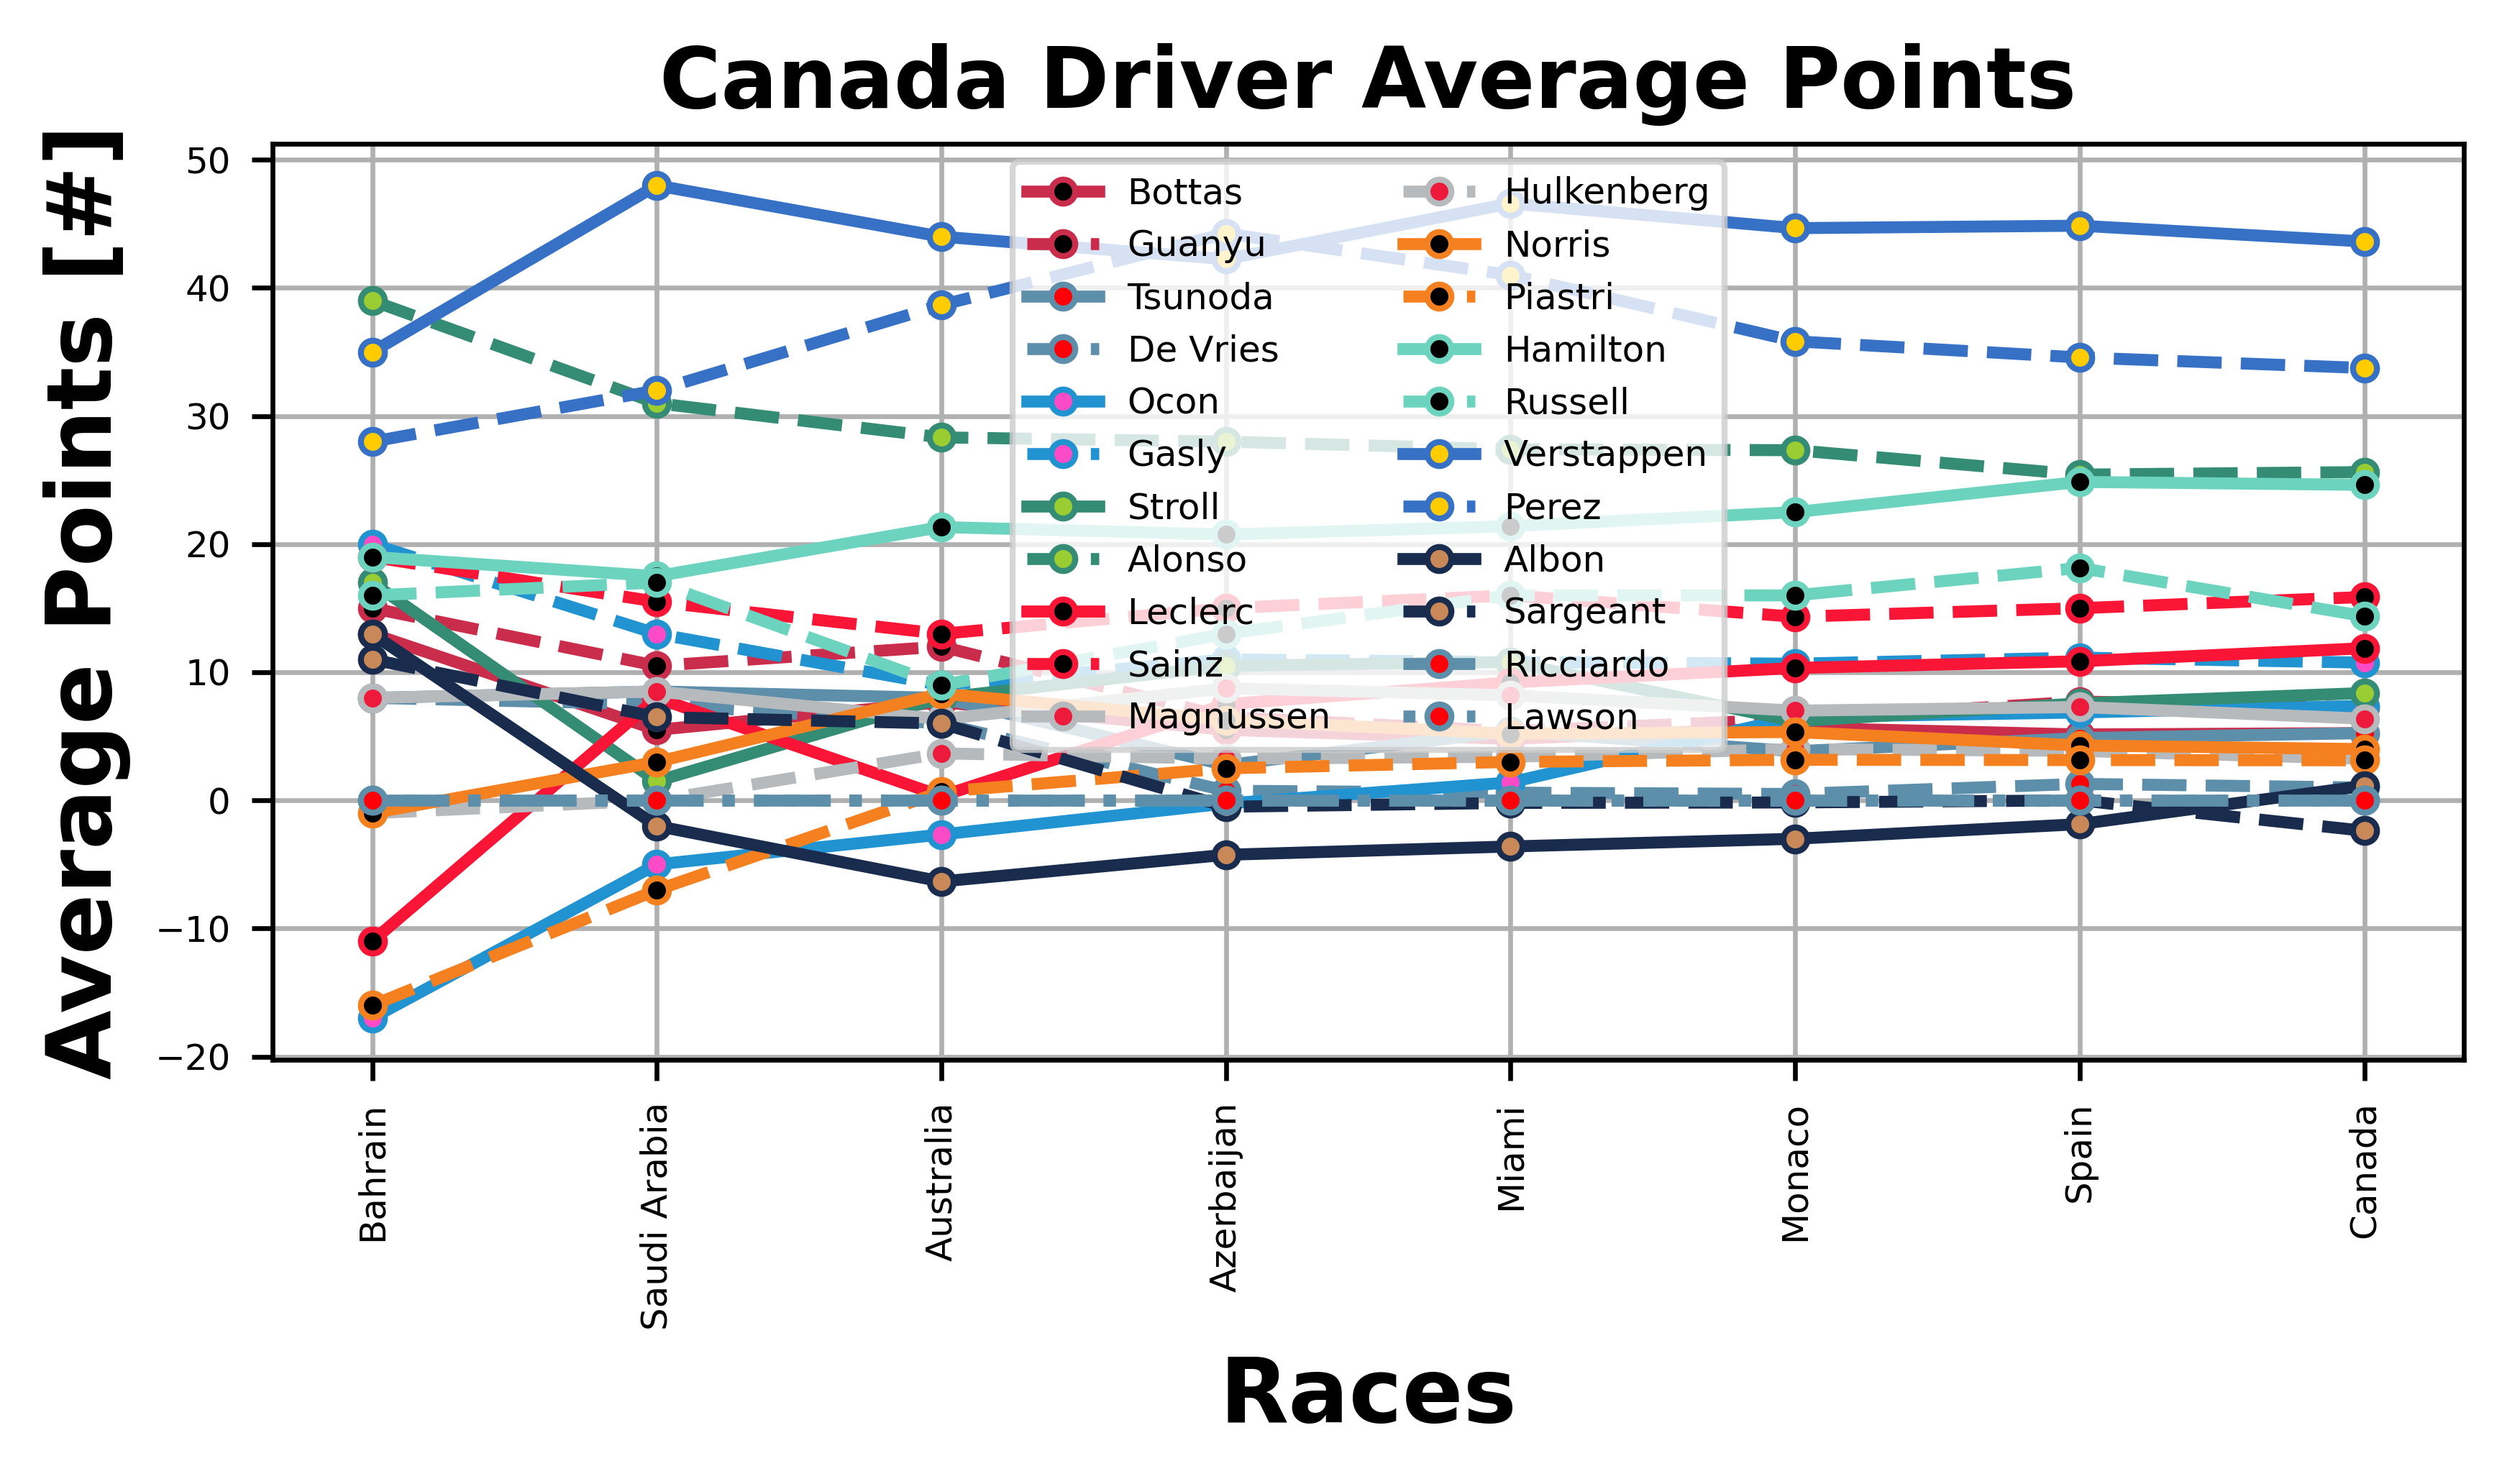 Canada Driver Average Points
Average Points [#]
50
40
30
20
10
0
−10
−20
Bottas
Guanyu
Tsunoda
De Vries
Ocon
Gasly
Stroll
Alonso
Leclerc
Sainz
Magnussen
Hulkenberg
Norris
Piastri
Hamilton
Russell
Verstappen
Perez
Albon
Sargeant
Ricciardo
Lawson
Bahrain
Saudi Arabia
Australia
Azerbaijan
Miami
Monaco
Spain
Canada
Races